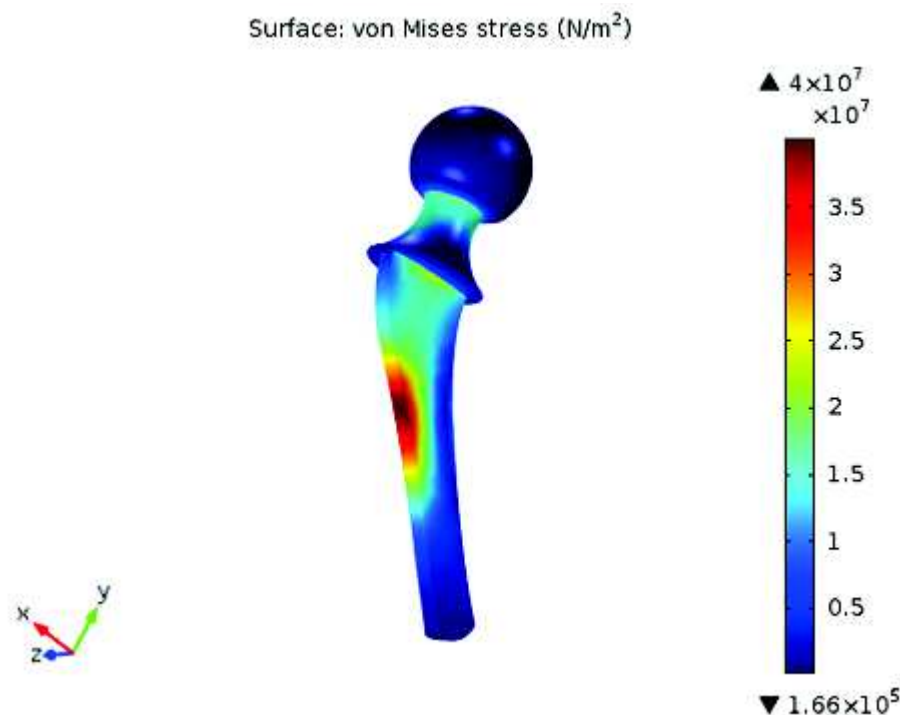 Surface: von Mises stress (N/m²)
▲ 4×10⁷
×10⁷
3.5
3
2.5
2
1.5
1
0.5
▼ 1.66×10⁵
y
x
z